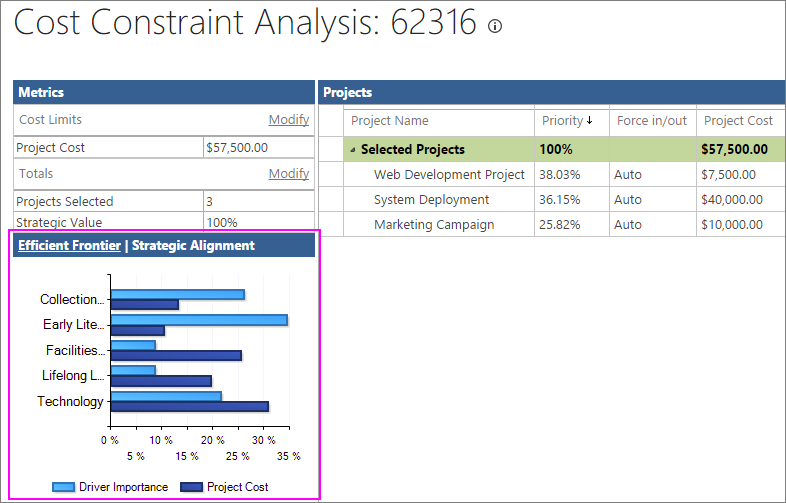 Cost Constraint Analysis: 62316
Metrics
Cost Limits Modify
Project Cost $57,500.00
Totals Modify
Projects Selected 3
Strategic Value 100%
Projects
Project Name Priority Force in/out Project Cost
Selected Projects 100% $57,500.00
Web Development Project 38.03% Auto $7,500.00
System Deployment 36.15% Auto $40,000.00
Marketing Campaign 25.82% Auto $10,000.00
Efficient Frontier | Strategic Alignment
Collection...
Early Lite...
Facilities...
Lifelong L...
Technology
0 % 10 % 20 % 30 %
5 % 15 % 25 % 35 %
Driver Importance Project Cost